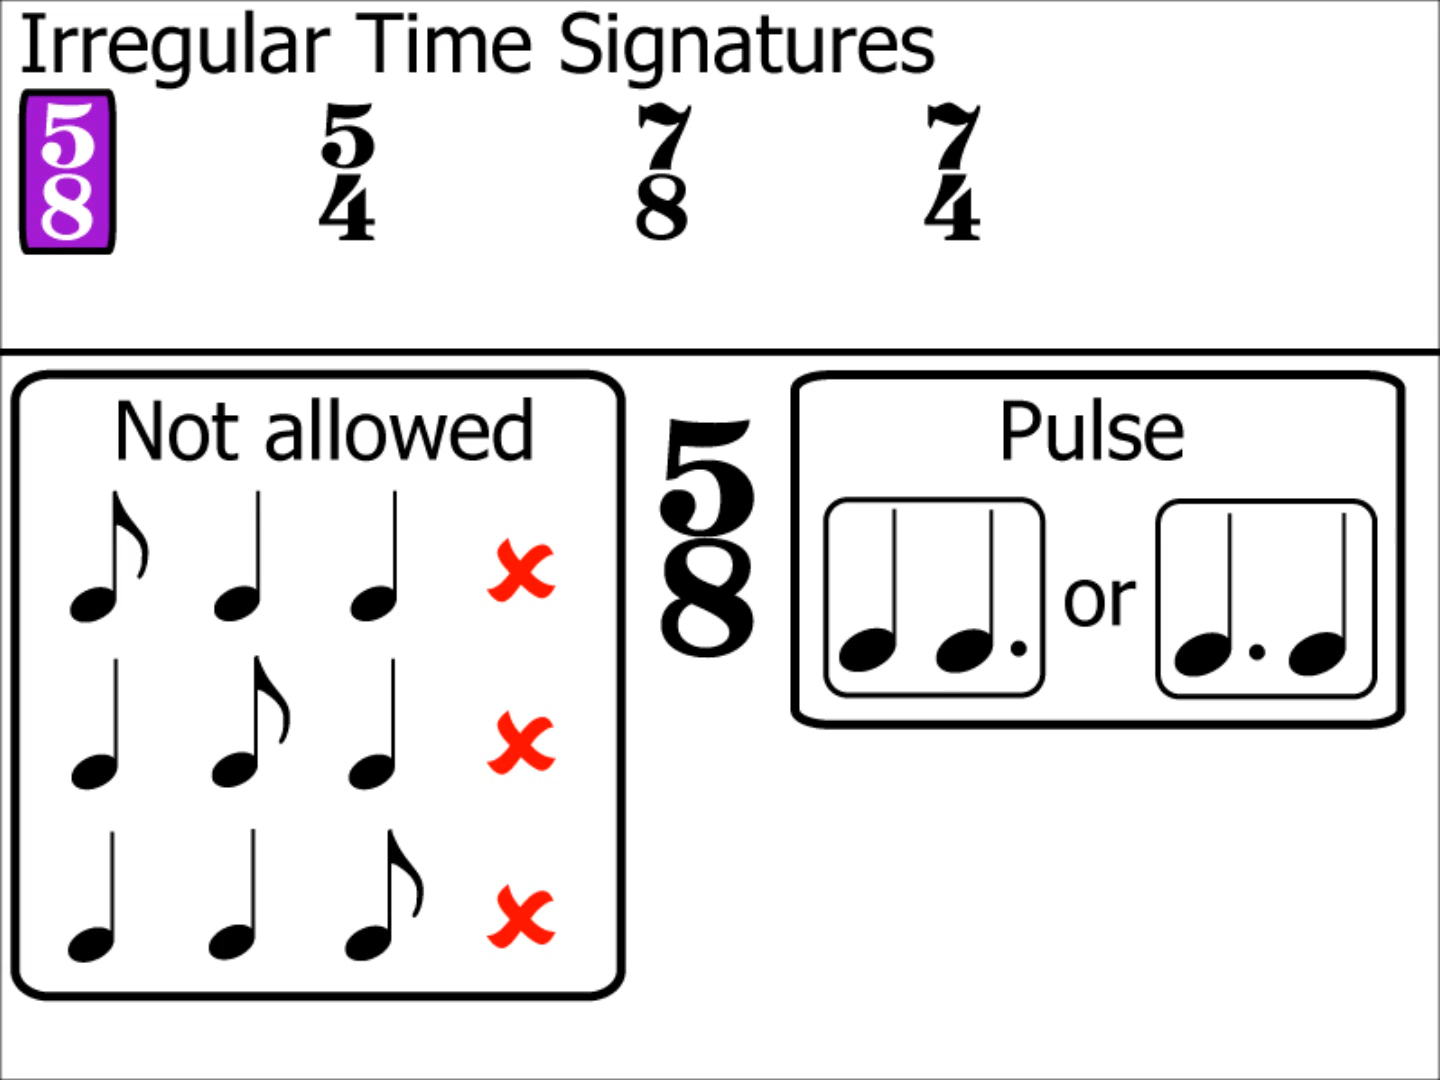 Irregular Time Signatures
5 5 7 7
8 4 8 4
Not allowed
5
8
Pulse
or